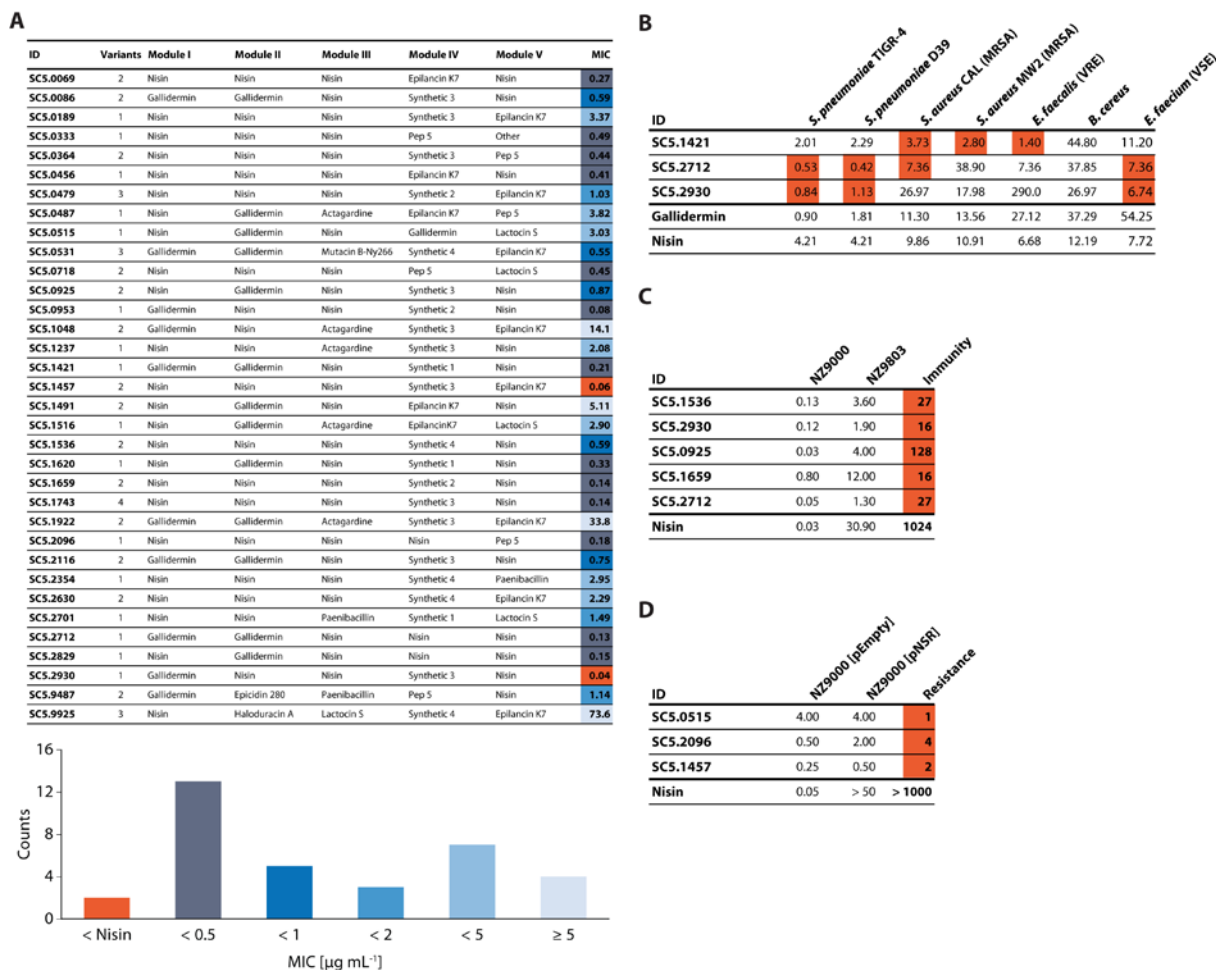 A
ID Variants Module I Module II Module III Module IV Module V MIC
SC5.0069 2 Nisin Nisin Nisin Epilancin K7 Nisin 0.27
SC5.0086 2 Gallidermin Gallidermin Nisin Synthetic 3 Nisin 0.59
SC5.0189 1 Nisin Nisin Nisin Synthetic 3 Epilancin K7 3.37
SC5.0333 1 Nisin Nisin Nisin Pep 5 Other 0.49
SC5.0364 2 Nisin Nisin Nisin Synthetic 3 Pep 5 0.44
SC5.0456 1 Nisin Nisin Nisin Epilancin K7 Nisin 0.41
SC5.0479 3 Nisin Nisin Nisin Synthetic 2 Epilancin K7 1.03
SC5.0487 1 Nisin Gallidermin Actagardine Epilancin K7 Pep 5 3.82
SC5.0515 1 Nisin Gallidermin Nisin Gallidermin Lactocin S 3.03
SC5.0531 3 Gallidermin Gallidermin Mutacin B-Ny266 Synthetic 4 Epilancin K7 0.55
SC5.0718 2 Nisin Nisin Nisin Pep 5 Lactocin S 0.45
SC5.0925 2 Nisin Gallidermin Nisin Synthetic 3 Nisin 0.87
SC5.0953 1 Gallidermin Nisin Nisin Synthetic 2 Nisin 0.08
SC5.1048 2 Gallidermin Nisin Actagardine Synthetic 3 Epilancin K7 14.1
SC5.1237 1 Nisin Nisin Actagardine Synthetic 3 Nisin 2.08
SC5.1421 1 Gallidermin Gallidermin Nisin Synthetic 1 Nisin 0.21
SC5.1457 2 Nisin Nisin Nisin Synthetic 3 Epilancin K7 0.06
SC5.1491 2 Nisin Gallidermin Nisin Epilancin K7 Nisin 5.11
SC5.1516 1 Nisin Gallidermin Actagardine EpilancinK7 Lactocin S 2.90
SC5.1536 2 Nisin Nisin Nisin Synthetic 4 Nisin 0.59
SC5.1620 1 Nisin Gallidermin Nisin Synthetic 1 Nisin 0.33
SC5.1659 2 Nisin Nisin Nisin Synthetic 2 Nisin 0.14
SC5.1743 4 Nisin Nisin Nisin Synthetic 3 Nisin 0.14
SC5.1922 2 Gallidermin Gallidermin Actagardine Synthetic 3 Epilancin K7 33.8
SC5.2096 1 Nisin Nisin Nisin Nisin Pep 5 0.18
SC5.2116 2 Gallidermin Gallidermin Nisin Synthetic 3 Nisin 0.75
SC5.2354 1 Nisin Nisin Nisin Synthetic 4 Paenibacillin 2.95
SC5.2630 2 Nisin Nisin Nisin Synthetic 4 Epilancin K7 2.29
SC5.2701 1 Nisin Nisin Paenibacillin Synthetic 1 Lactocin S 1.49
SC5.2712 1 Gallidermin Gallidermin Nisin Nisin Nisin 0.13
SC5.2829 1 Nisin Gallidermin Nisin Nisin Nisin 0.15
SC5.2930 1 Gallidermin Nisin Nisin Synthetic 3 Nisin 0.04
SC5.9487 2 Gallidermin Epicidin 280 Paenibacillin Pep 5 Nisin 1.14
SC5.9925 3 Nisin Haloduracin A Lactocin S Synthetic 4 Epilancin K7 73.6
16
12
8
4
0
Counts
< Nisin < 0.5 < 1 < 2 < 5 ≥ 5
MIC [µg mL⁻¹]
B
ID S. pneumoniae TIGR-4 S. pneumoniae D39 S. aureus CAL (MRSA) S. aureus MW2 (MRSA) E. faecalis (VRE) B. cereus E. faecium (VSE)
SC5.1421 2.01 2.29 3.73 2.80 1.40 44.80 11.20
SC5.2712 0.53 0.42 7.36 38.90 7.36 37.85 7.36
SC5.2930 0.84 1.13 26.97 17.98 290.0 26.97 6.74
Gallidermin 0.90 1.81 11.30 13.56 27.12 37.29 54.25
Nisin 4.21 4.21 9.86 10.91 6.68 12.19 7.72
C
ID NZ9000 NZ9803 Immunity
SC5.1536 0.13 3.60 27
SC5.2930 0.12 1.90 16
SC5.0925 0.03 4.00 128
SC5.1659 0.80 12.00 16
SC5.2712 0.05 1.30 27
Nisin 0.03 30.90 1024
D
ID NZ9000 [pEmpty] NZ9000 [pNSR] Resistance
SC5.0515 4.00 4.00 1
SC5.2096 0.50 2.00 4
SC5.1457 0.25 0.50 2
Nisin 0.05 > 50 > 1000